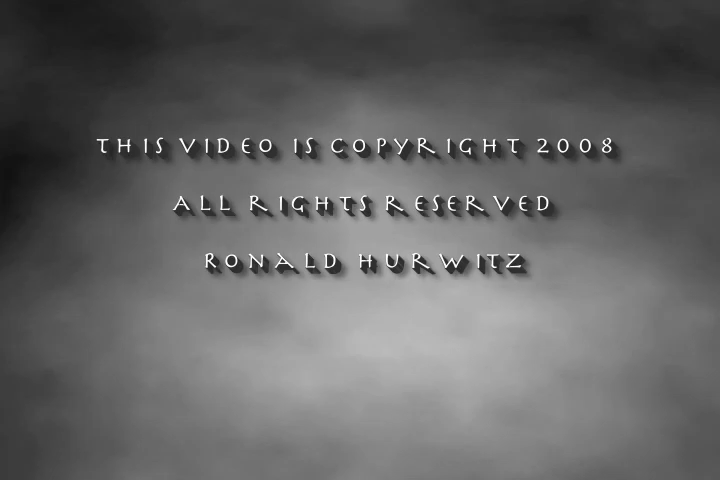 THIS VIDEO IS COPYRIGHT 2008
ALL RIGHTS RESERVED
RONALD HURWITZ